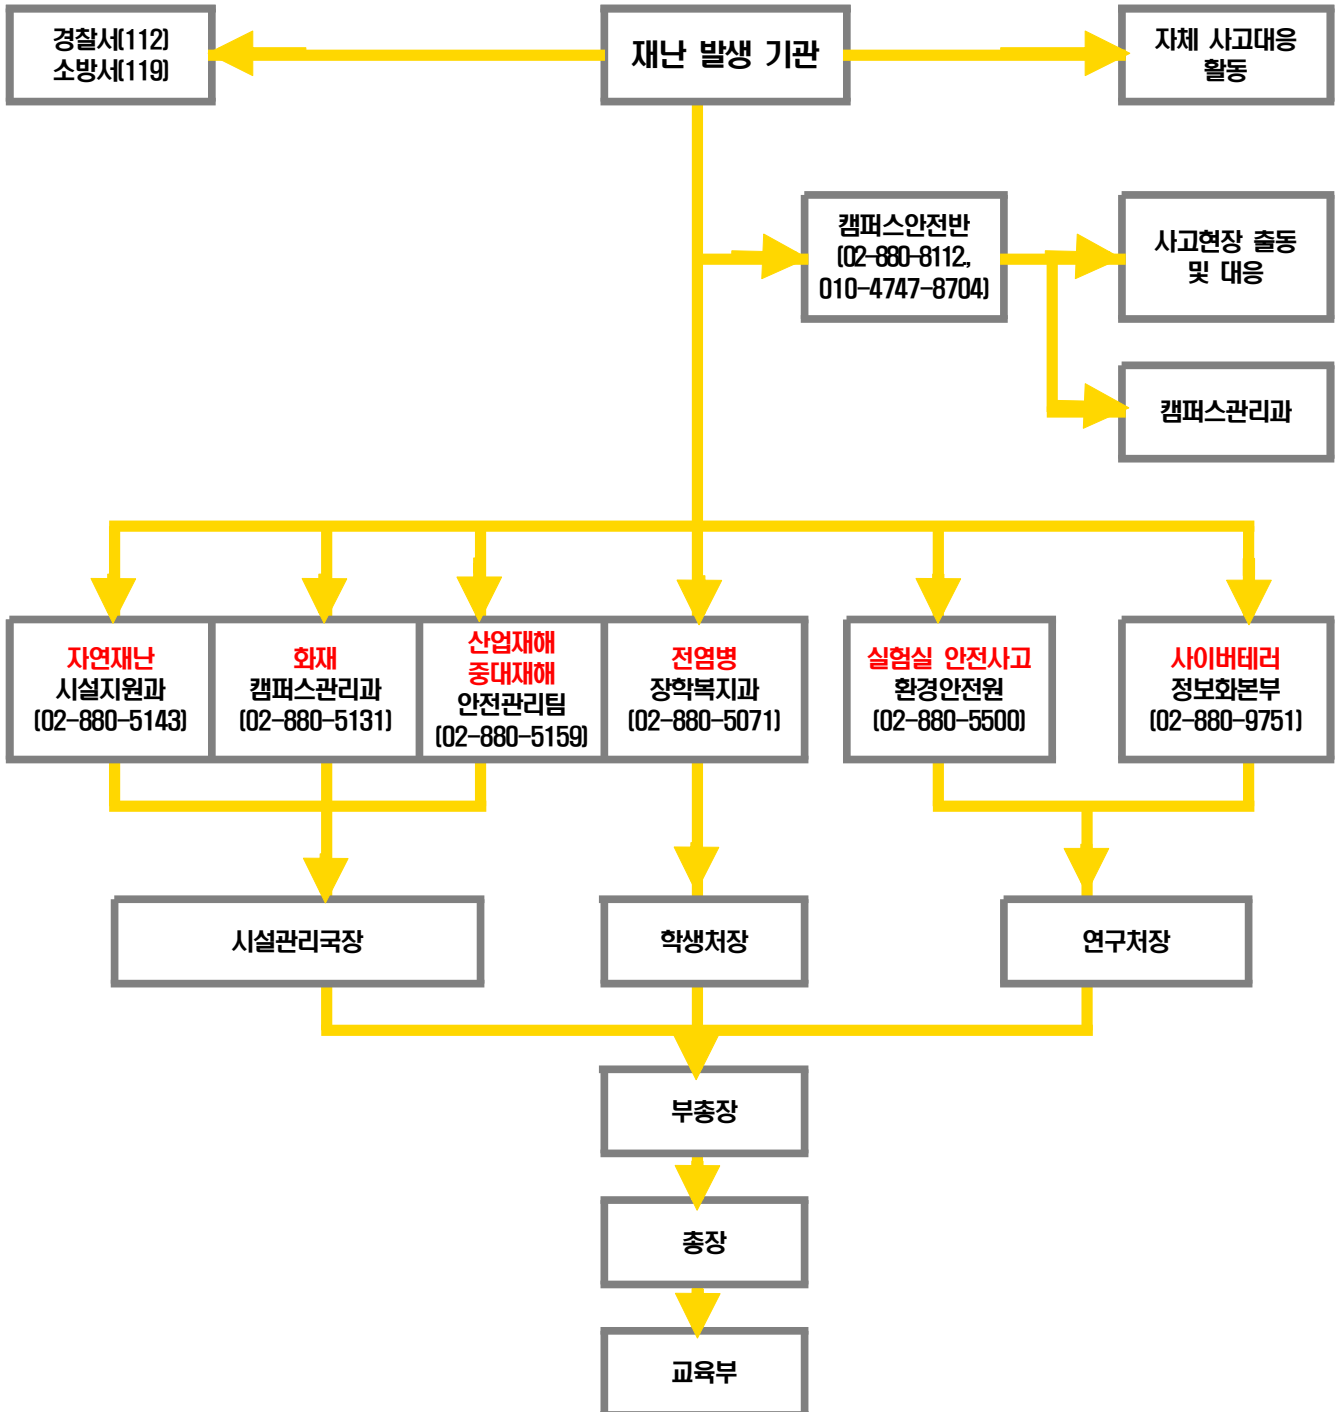 경찰서(112)
소방서(119)
재난 발생 기관
자체 사고대응
활동
캠퍼스안전반
(02-880-8112,
010-4747-8704)
사고현장 출동
및 대응
캠퍼스관리과
자연재난
시설지원과
(02-880-5143)
화재
캠퍼스관리과
(02-880-5131)
산업재해
중대재해
안전관리팀
(02-880-5159)
전염병
장학복지과
(02-880-5071)
실험실 안전사고
환경안전원
(02-880-5500)
사이버테러
정보화본부
(02-880-9751)
시설관리국장
학생처장
연구처장
부총장
총장
교육부